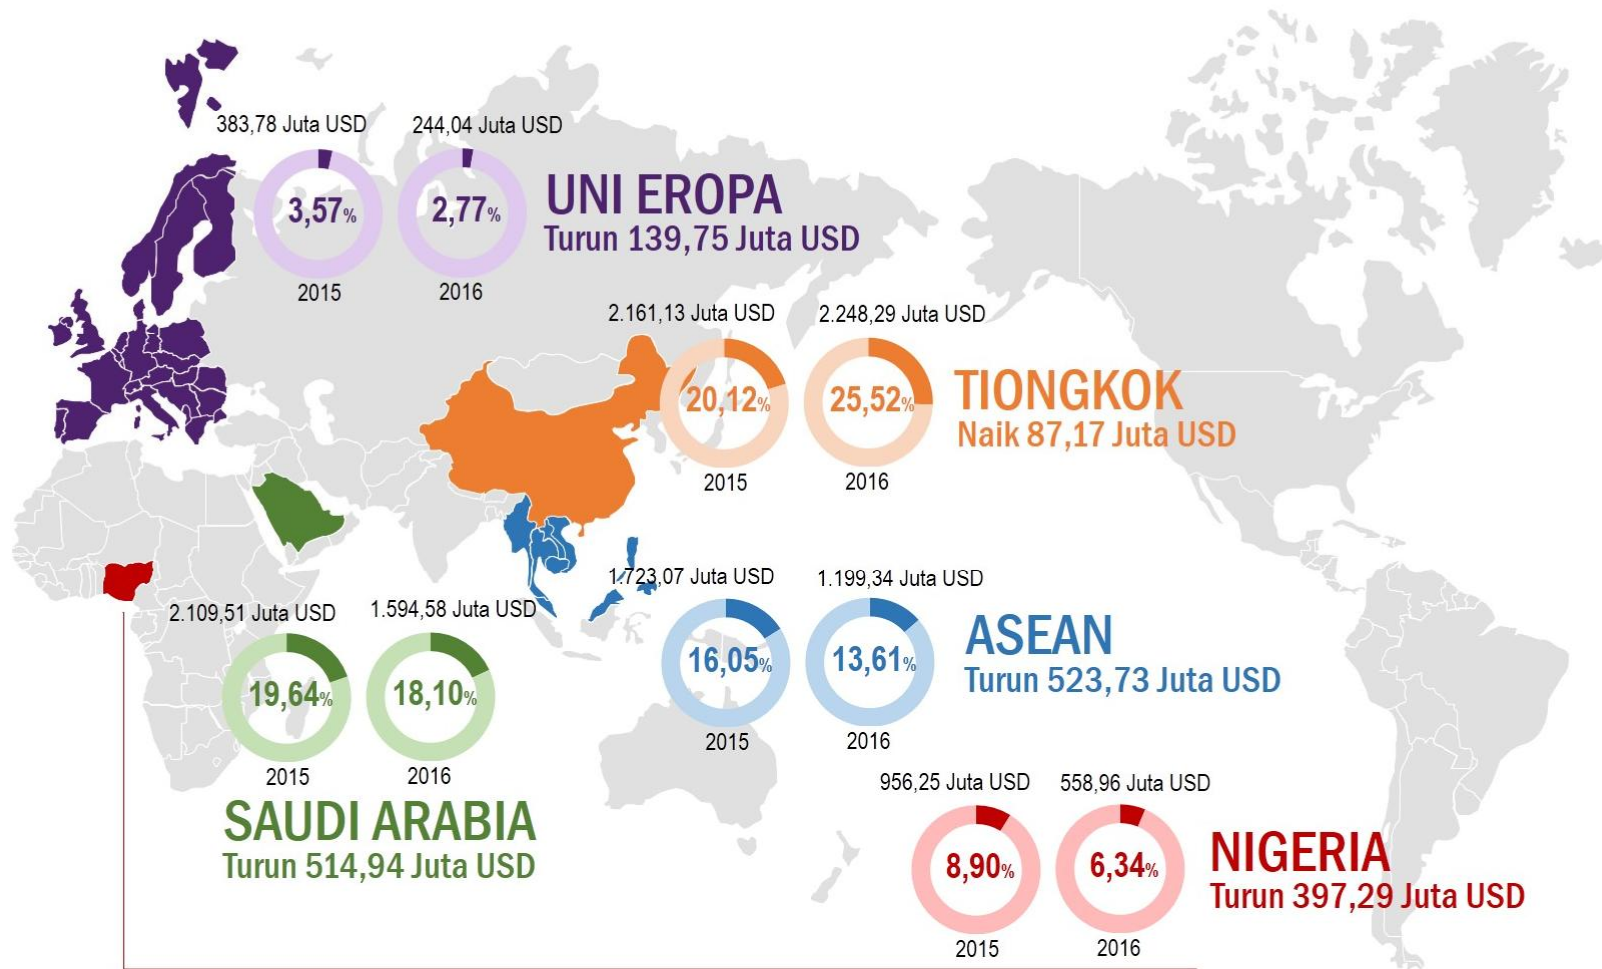 383,78 Juta USD
244,04 Juta USD
3,57%
2,77%
2015
2016
UNI EROPA
Turun 139,75 Juta USD
2.161,13 Juta USD
2.248,29 Juta USD
20,12%
25,52%
2015
2016
TIONGKOK
Naik 87,17 Juta USD
1.723,07 Juta USD
1.199,34 Juta USD
16,05%
13,61%
2015
2016
ASEAN
Turun 523,73 Juta USD
2.109,51 Juta USD
1.594,58 Juta USD
19,64%
18,10%
2015
2016
SAUDI ARABIA
Turun 514,94 Juta USD
956,25 Juta USD
558,96 Juta USD
8,90%
6,34%
2015
2016
NIGERIA
Turun 397,29 Juta USD